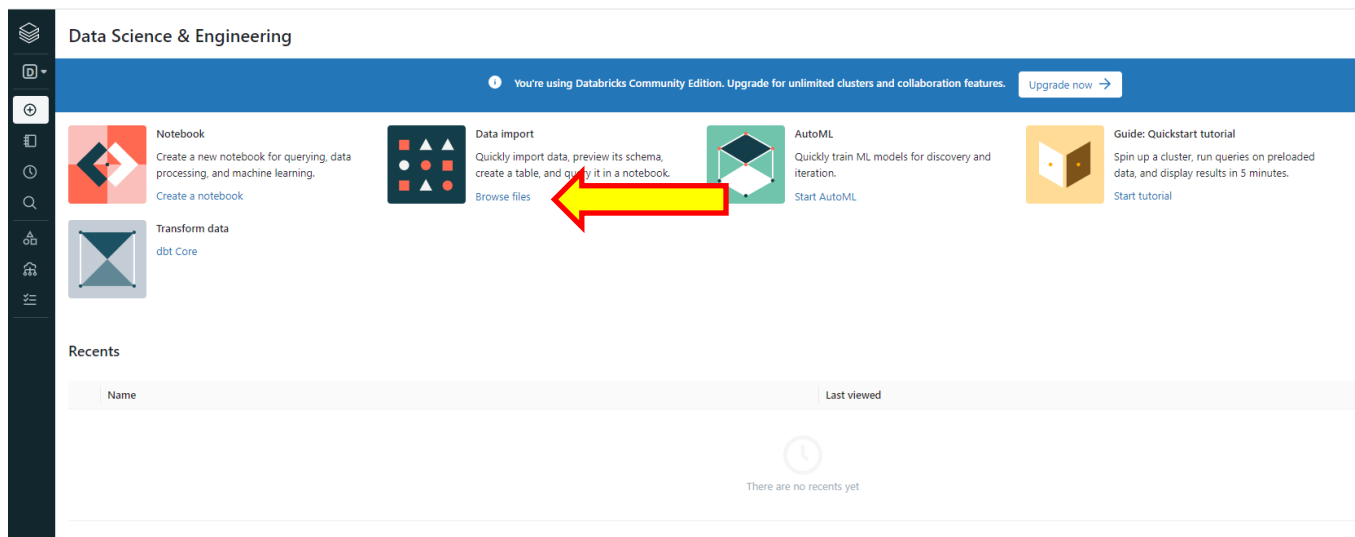 Data Science & Engineering
D
You're using Databricks Community Edition. Upgrade for unlimited clusters and collaboration features.
Upgrade now →
Notebook
Create a new notebook for querying, data
processing, and machine learning.
Create a notebook
Data import
Quickly import data, preview its schema,
create a table, and query it in a notebook.
Browse files
AutoML
Quickly train ML models for discovery and
iteration.
Start AutoML
Guide: Quickstart tutorial
Spin up a cluster, run queries on preloaded
data, and display results in 5 minutes.
Start tutorial
Transform data
dbt Core
Recents
Name
Last viewed
There are no recents yet